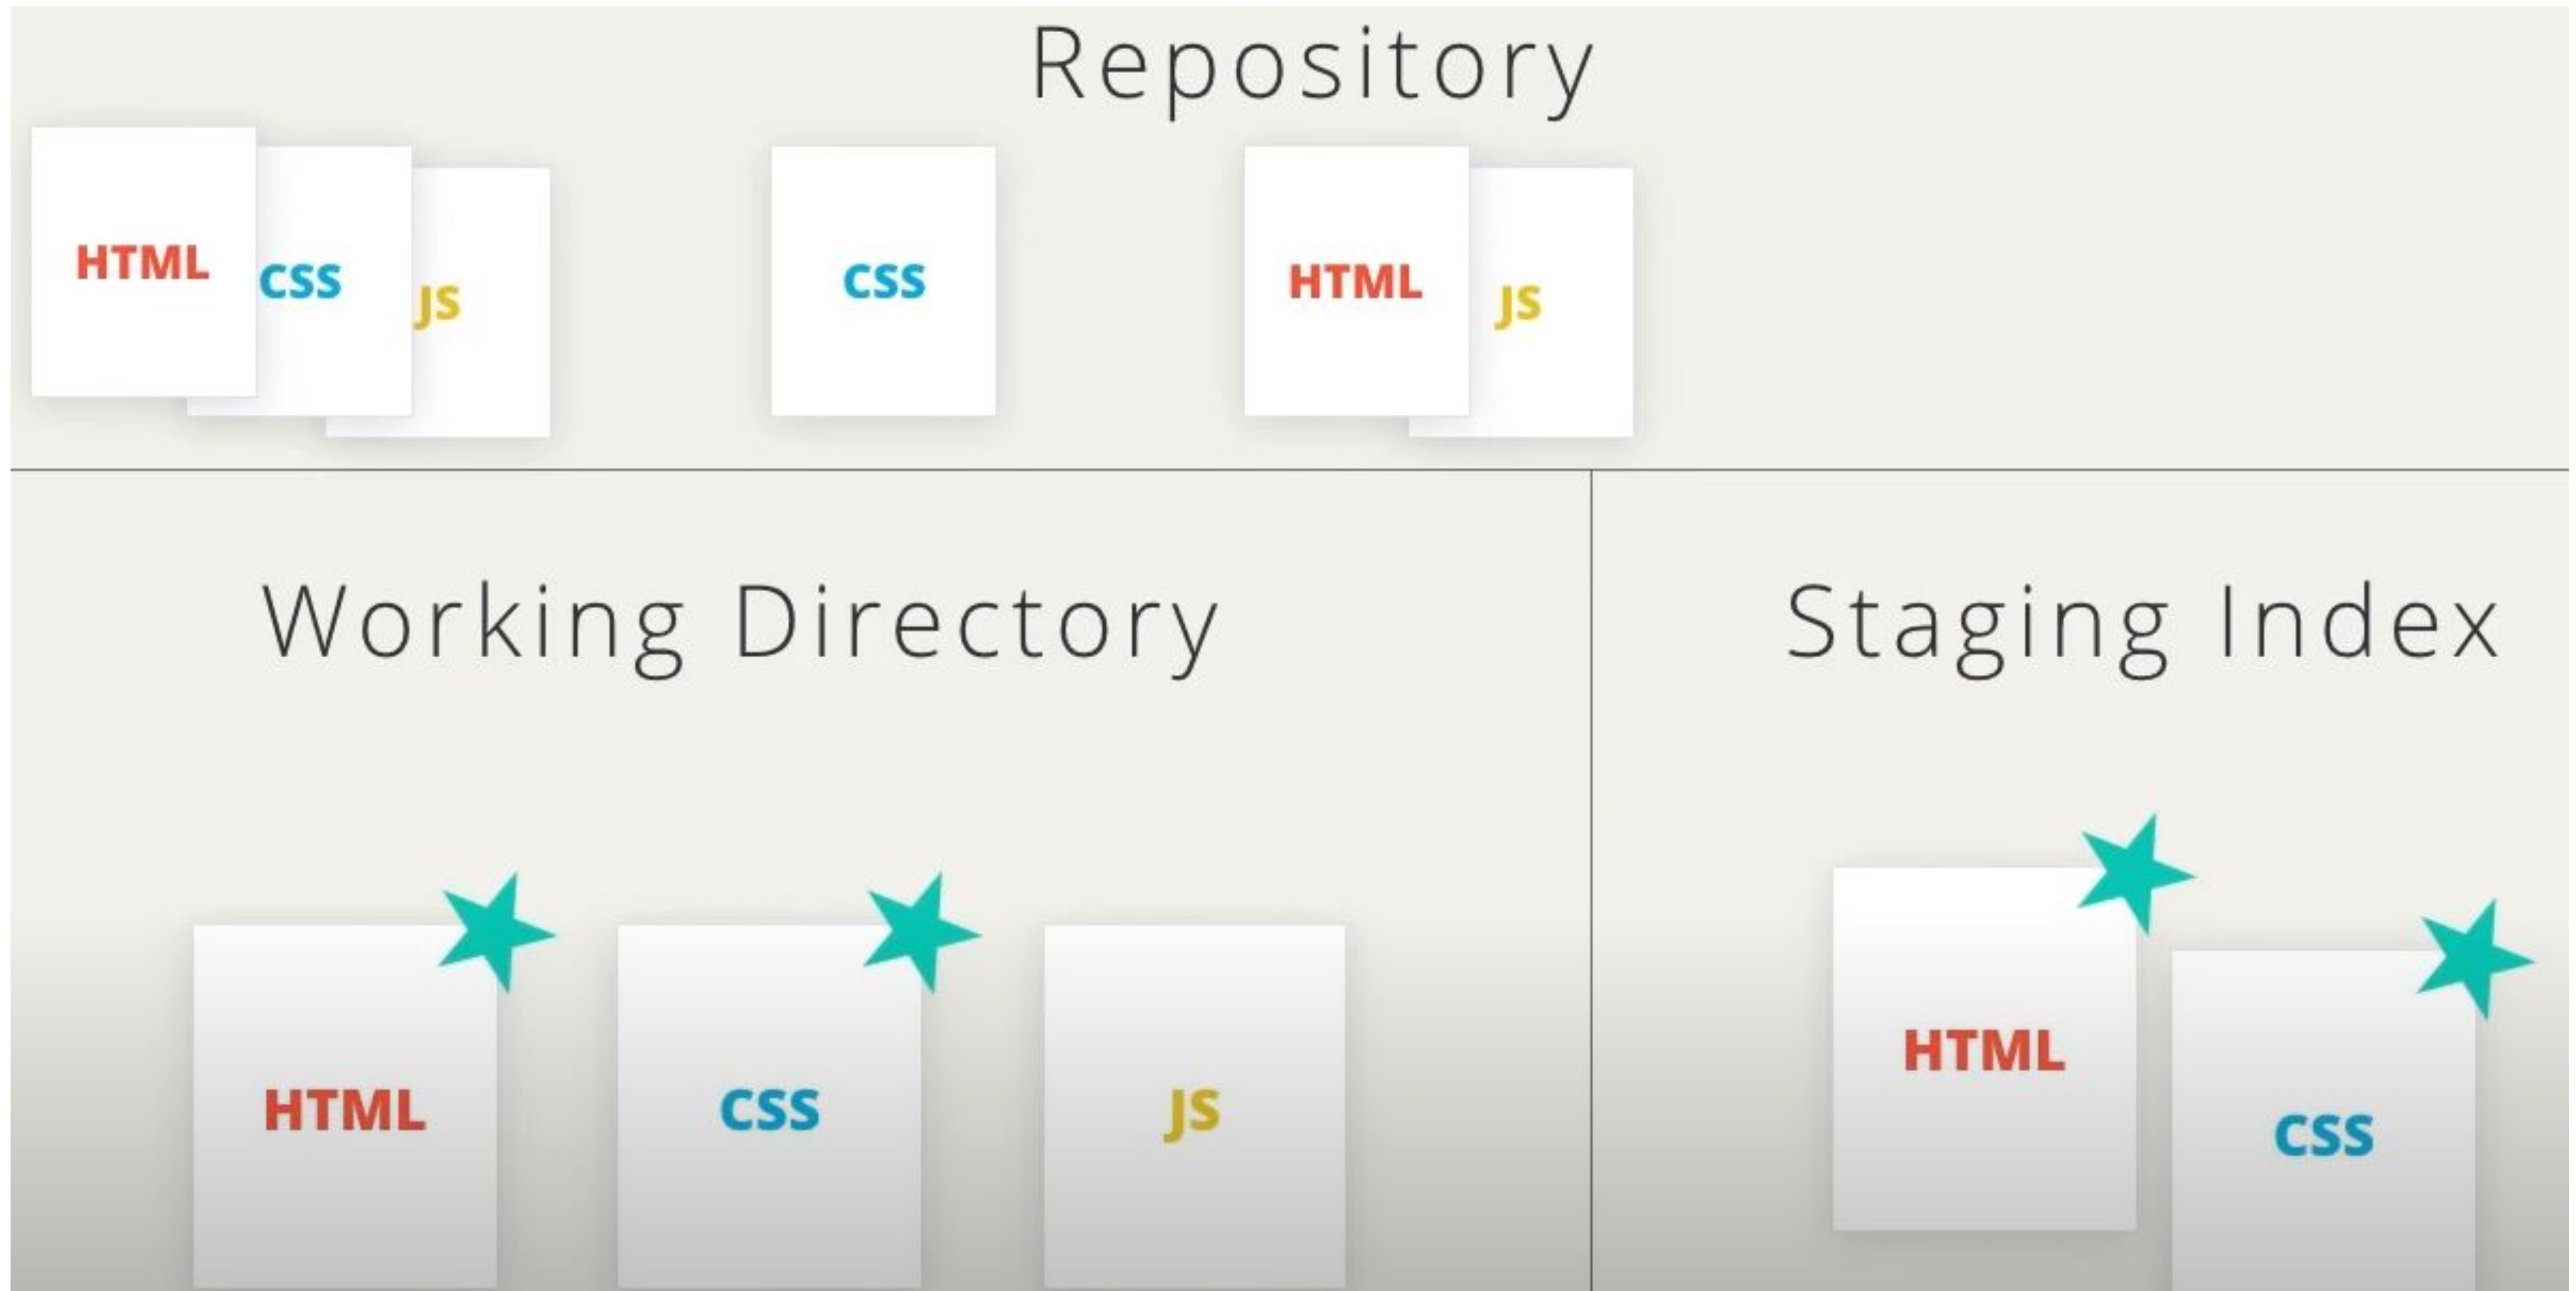 Repository
HTML
CSS
JS
CSS
HTML
JS
Working Directory
HTML
CSS
JS
Staging Index
HTML
CSS